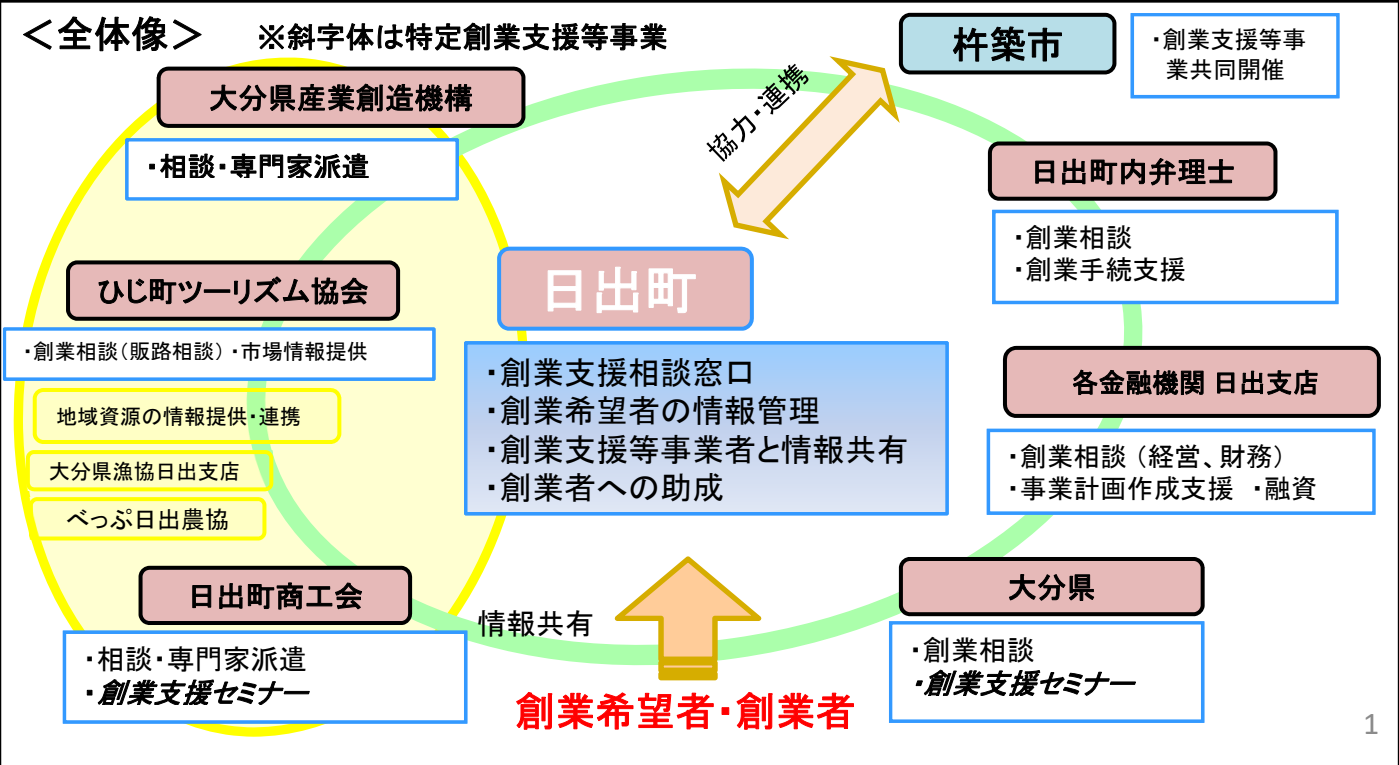 ＜全体像＞ ※斜字体は特定創業支援等事業
杵築市
・創業支援等事
業共同開催
大分県産業創造機構
・相談・専門家派遣
協力・連携
日出町内弁理士
・創業相談
・創業手続支援
ひじ町ツーリズム協会
・創業相談（販路相談）・市場情報提供
地域資源の情報提供・連携
大分県漁協日出支店
べっぷ日出農協
日出町
・創業支援相談窓口
・創業希望者の情報管理
・創業支援等事業者と情報共有
・創業者への助成
各金融機関 日出支店
・創業相談（経営、財務）
・事業計画作成支援 ・融資
日出町商工会
・相談・専門家派遣
・創業支援セミナー
情報共有
創業希望者・創業者
大分県
・創業相談
・創業支援セミナー
1